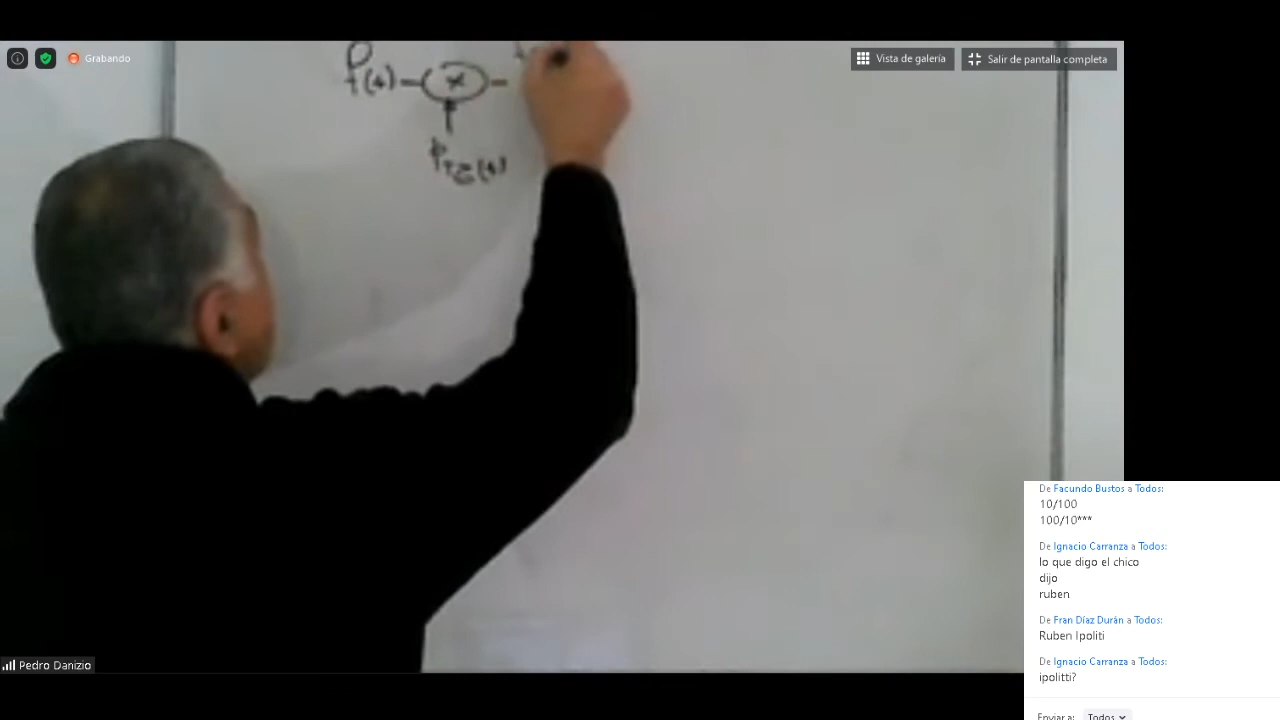 Grabando
Vista de galería
Salir de pantalla completa
f(t)
x
De Facundo Bustos a Todos:
10/100
100/10***
De Ignacio Carranza a Todos:
lo que digo el chico
dijo
ruben
De Fran Díaz Durán a Todos:
Ruben Ipoliti
De Ignacio Carranza a Todos:
ipolitti?
Pedro Danizio
Enviar a: Todos